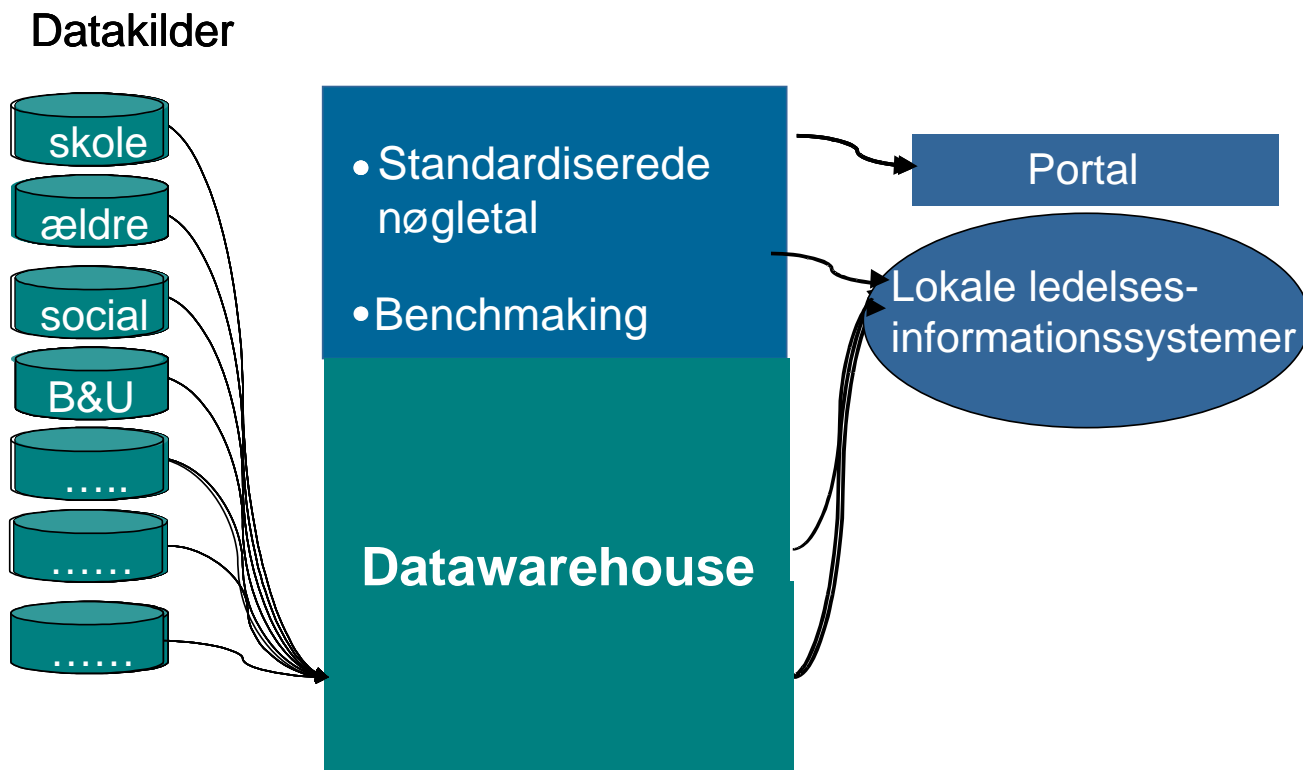 Datakilder
skole
ældre
social
B&U
.....
......
......
• Standardiserede
nøgletal
• Benchmaking
Datawarehouse
Portal
Lokale ledelses-
informationssystemer